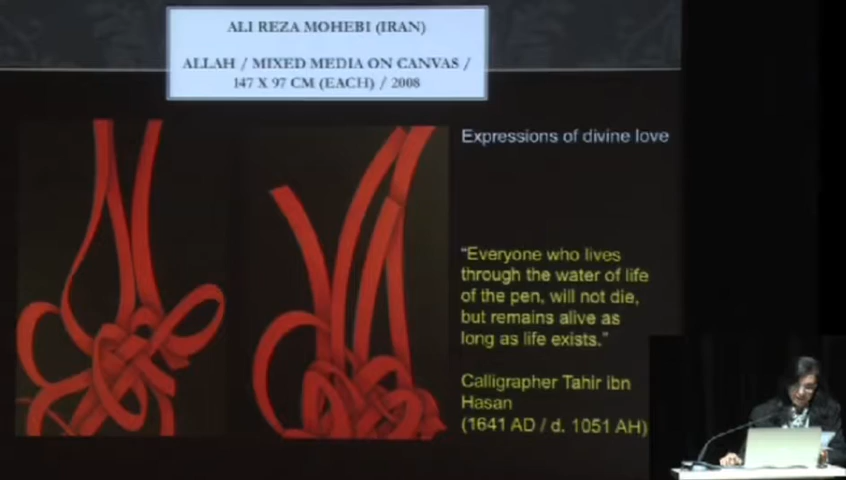 ALI REZA MOHEBI (IRAN)
ALLAH / MIXED MEDIA ON CANVAS /
147 X 97 CM (EACH) / 2008
Expressions of divine love
"Everyone who lives
through the water of life
of the pen, will not die,
but remains alive as
long as life exists."
Calligrapher Tahir ibn
Hasan
(1641 AD / d. 1051 AH)